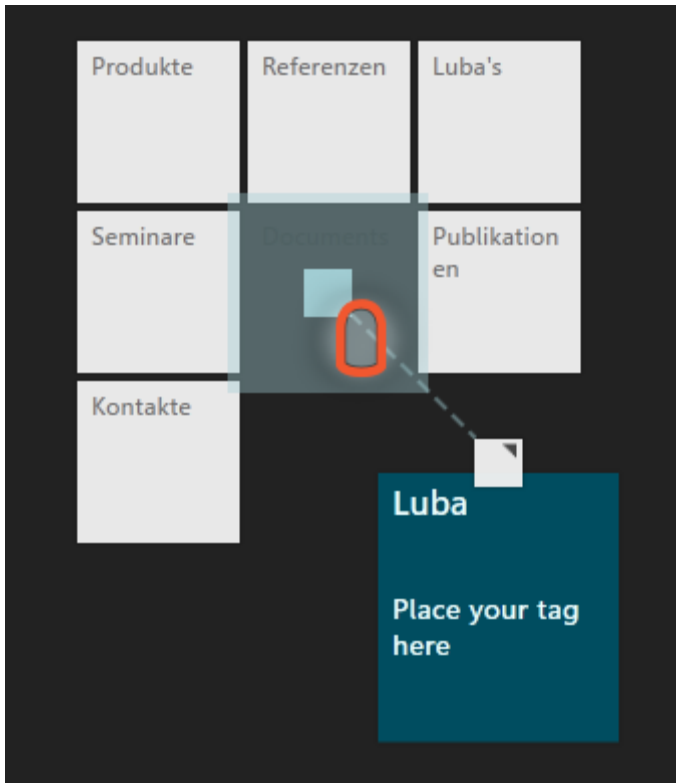 Produkte
Referenzen
Luba's
Seminare
Documents
Publikation
en
Kontakte
Luba
Place your tag
here